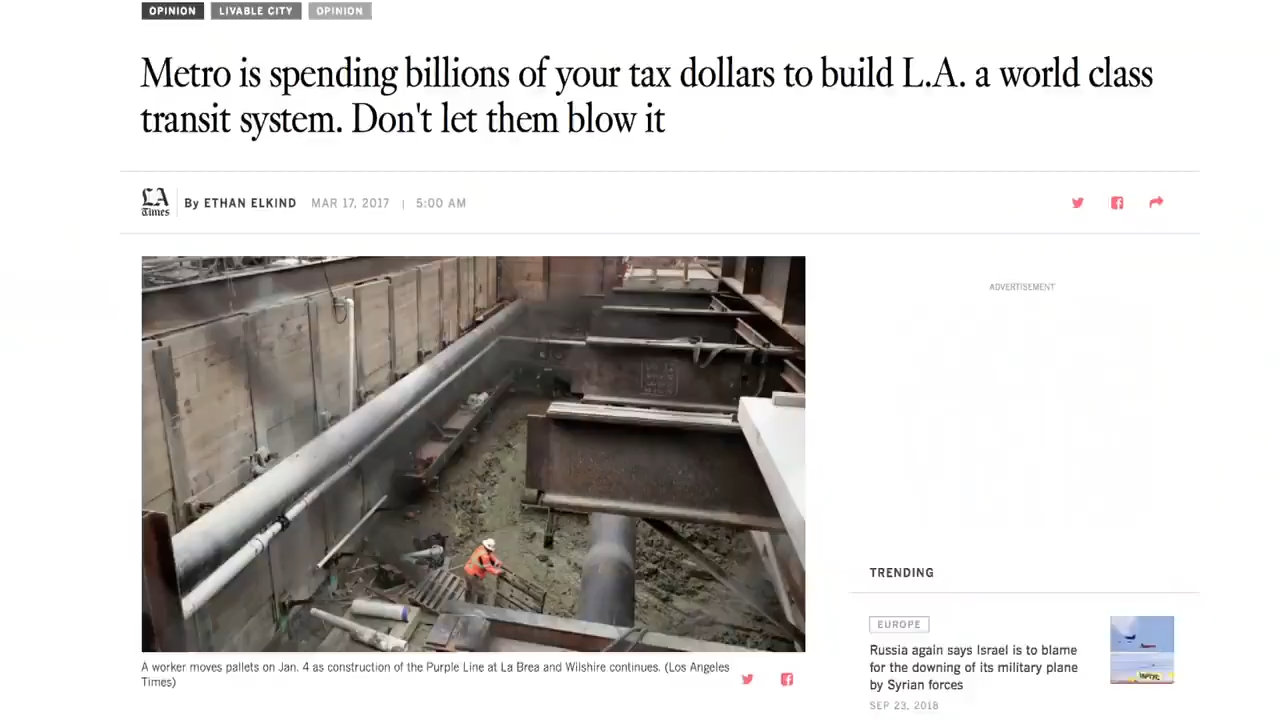 OPINION LIVABLE CITY OPINION
Metro is spending billions of your tax dollars to build L.A. a world class
transit system. Don't let them blow it
LA
Times
By ETHAN ELKIND MAR 17, 2017 | 5:00 AM
ADVERTISEMENT
TRENDING
EUROPE
Russia again says Israel is to blame
for the downing of its military plane
by Syrian forces
SEP 23, 2018
A worker moves pallets on Jan. 4 as construction of the Purple Line at La Brea and Wilshire continues. (Los Angeles
Times)